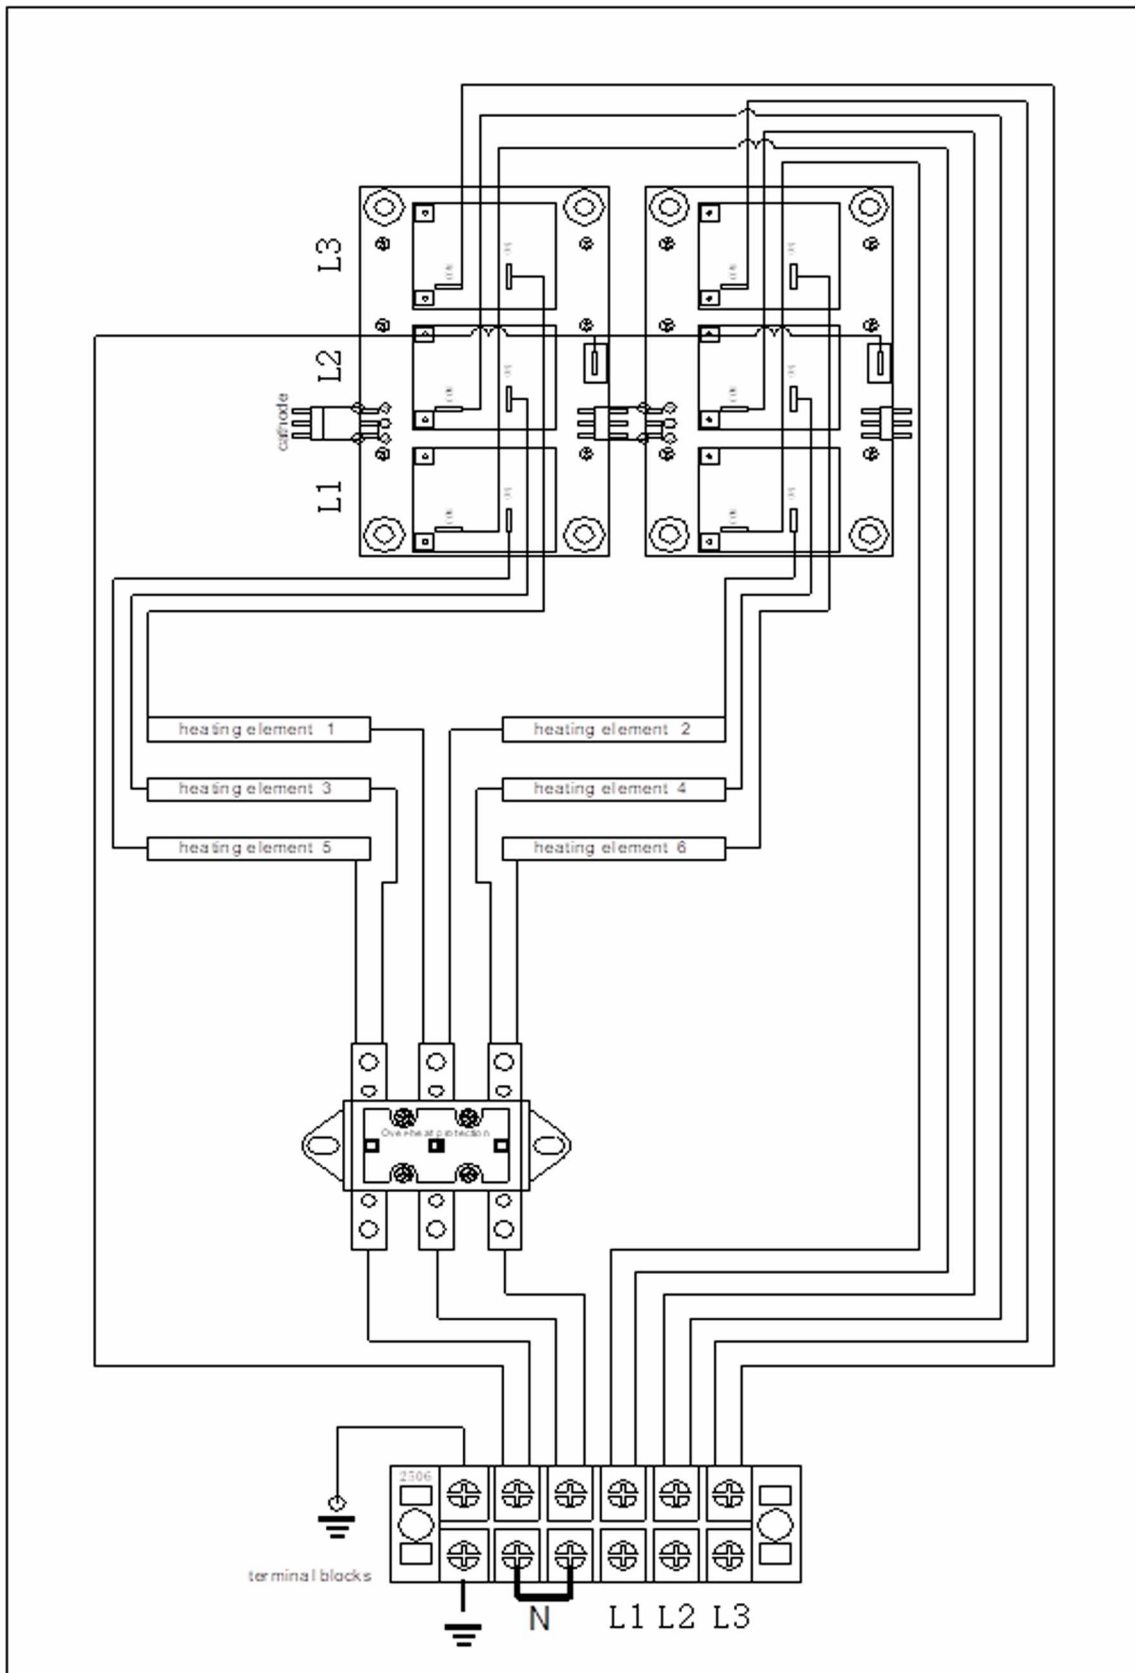 L3
L2
cathode
L1
heating element 1
heating element 2
heating element 3
heating element 4
heating element 5
heating element 6
Overheat protection
2506
terminal blocks
N
L1 L2 L3